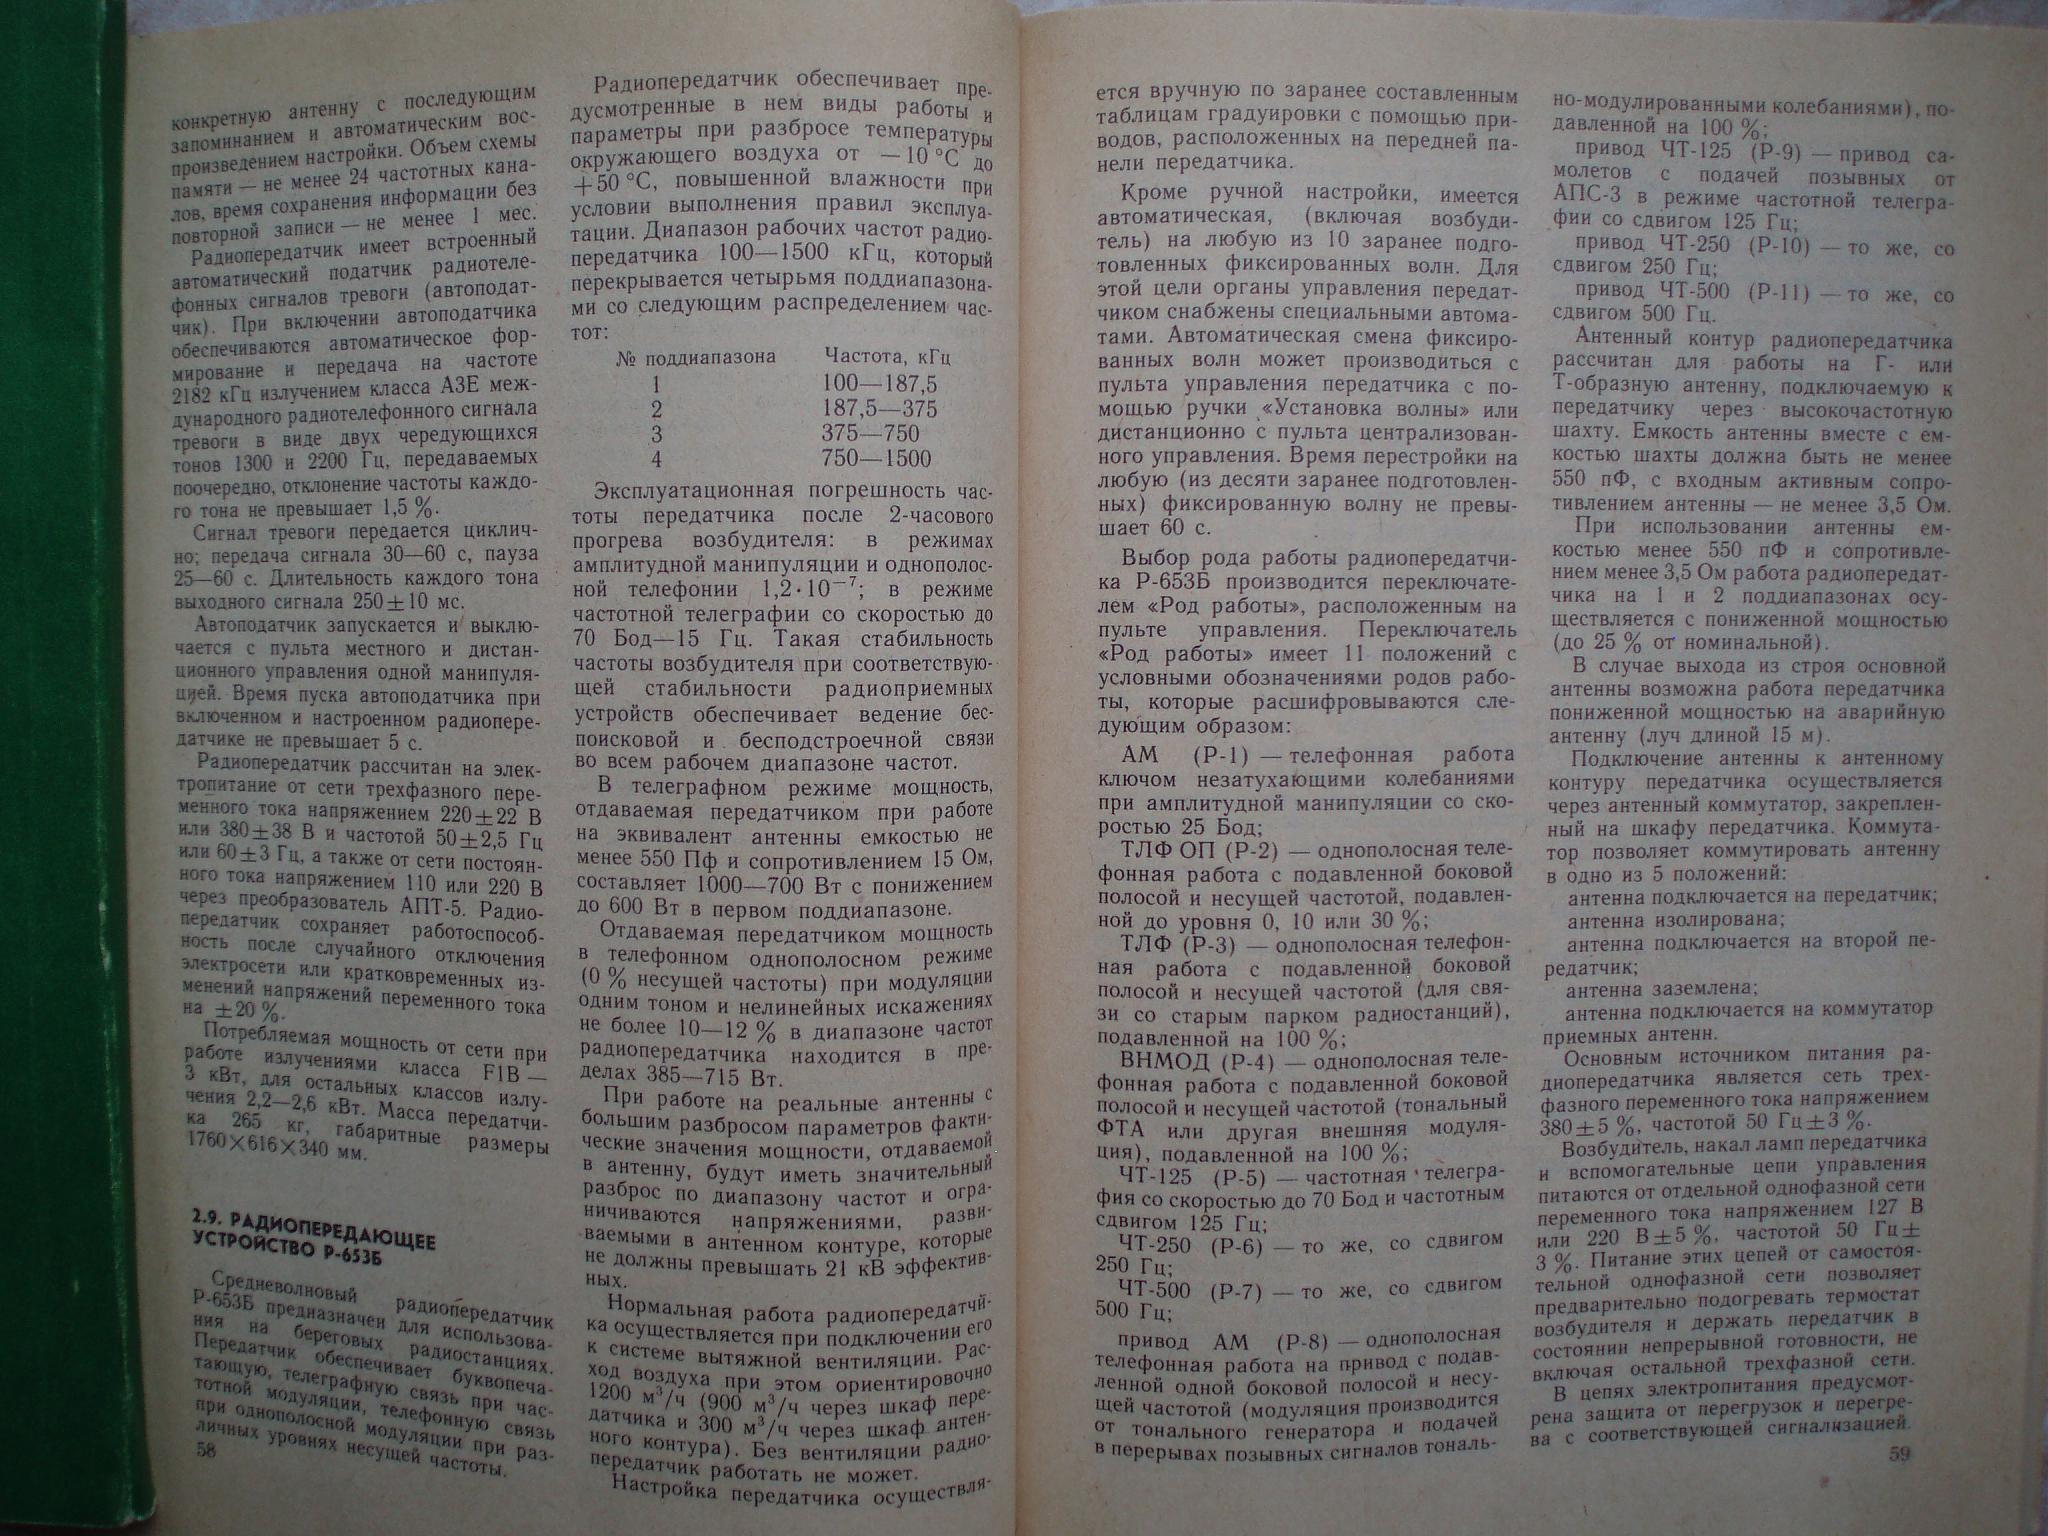 конкретную антенну с последующим
запоминанием и автоматическим вос-
произведением настройки. Объем схемы
памяти — не менее 24 частотных кана-
лов, время сохранения информации без
повторной записи — не менее 1 мес.
Радиопередатчик имеет встроенный
автоматический податчик радиотеле-
фонных сигналов тревоги (автоподат-
чик). При включении автоподатчика
обеспечиваются автоматическое фор-
мирование и передача на частоте
2182 кГц излучением класса А3Е меж-
дународного радиотелефонного сигнала
тревоги в виде двух чередующихся
тонов 1300 и 2200 Гц, передаваемых
поочередно, отклонение частоты каждо-
го тона не превышает 1,5 %.
Сигнал тревоги передается циклич-
но; передача сигнала 30—60 с, пауза
25—60 с. Длительность каждого тона
выходного сигнала 250±10 мс.
Автоподатчик запускается и выклю-
чается с пульта местного и дистан-
ционного управления одной манипуля-
цией. Время пуска автоподатчика при
включенном и настроенном радиопере-
датчике не превышает 5 с.
Радиопередатчик рассчитан на элек-
тропитание от сети трехфазного пере-
менного тока напряжением 220±22 В
или 380±38 В и частотой 50±2,5 Гц
или 60±3 Гц, а также от сети постоян-
ного тока напряжением 110 или 220 В
через преобразователь АПТ-5. Радио-
передатчик сохраняет работоспособ-
ность после случайного отключения
электросети или кратковременных из-
менений напряжений переменного тока
на ±20 %.
Потребляемая мощность от сети при
работе излучениями класса F1B —
3 кВт, для остальных классов излу-
чения 2,2—2,6 кВт. Масса передатчи-
ка 265 кг, габаритные размеры
1760×616×340 мм.
2.9. РАДИОПЕРЕДАЮЩЕЕ
УСТРОЙСТВО Р-653Б
Средневолновый радиопередатчик
Р-653Б предназначен для использова-
ния на береговых радиостанциях.
Передатчик обеспечивает буквопеча-
тающую, телеграфную связь при час-
тотной модуляции, телефонную связь
при однополосной модуляции при раз-
личных уровнях несущей частоты.
58
Радиопередатчик обеспечивает пре-
дусмотренные в нем виды работы и
параметры при разбросе температуры
окружающего воздуха от —10 °С до
+50 °С, повышенной влажности при
условии выполнения правил эксплуа-
тации. Диапазон рабочих частот радио-
передатчика 100—1500 кГц, который
перекрывается четырьмя поддиапазона-
ми со следующим распределением час-
тот:
№ поддиапазона Частота, кГц
1 100—187,5
2 187,5—375
3 375—750
4 750—1500
Эксплуатационная погрешность час-
тоты передатчика после 2-часового
прогрева возбудителя: в режимах
амплитудной манипуляции и однополос-
ной телефонии 1,2·10⁻⁷; в режиме
частотной телеграфии со скоростью до
70 Бод—15 Гц. Такая стабильность
частоты возбудителя при соответствую-
щей стабильности радиоприемных
устройств обеспечивает ведение бес-
поисковой и бесподстроечной связи
во всем рабочем диапазоне частот.
В телеграфном режиме мощность,
отдаваемая передатчиком при работе
на эквивалент антенны емкостью не
менее 550 Пф и сопротивлением 15 Ом,
составляет 1000—700 Вт с понижением
до 600 Вт в первом поддиапазоне.
Отдаваемая передатчиком мощность
в телефонном однополосном режиме
(0 % несущей частоты) при модуляции
одним тоном и нелинейных искажениях
не более 10—12 % в диапазоне частот
радиопередатчика находится в пре-
делах 385—715 Вт.
При работе на реальные антенны с
большим разбросом параметров факти-
ческие значения мощности, отдаваемой
в антенну, будут иметь значительный
разброс по диапазону частот и огра-
ничиваются напряжениями, разви-
ваемыми в антенном контуре, которые
не должны превышать 21 кВ эффектив-
ных.
Нормальная работа радиопередатчи-
ка осуществляется при подключении его
к системе вытяжной вентиляции. Рас-
ход воздуха при этом ориентировочно
1200 м³/ч (900 м³/ч через шкаф пере-
датчика и 300 м³/ч через шкаф антен-
ного контура). Без вентиляции радио-
передатчик работать не может.
Настройка передатчика осуществля-
ется вручную по заранее составленным
таблицам градуировки с помощью при-
водов, расположенных на передней па-
нели передатчика.
Кроме ручной настройки, имеется
автоматическая, (включая возбуди-
тель) на любую из 10 заранее подго-
товленных фиксированных волн. Для
этой цели органы управления передат-
чиком снабжены специальными автома-
тами. Автоматическая смена фиксиро-
ванных волн может производиться с
пульта управления передатчика с по-
мощью ручки «Установка волны» или
дистанционно с пульта централизован-
ного управления. Время перестройки на
любую (из десяти заранее подготовлен-
ных) фиксированную волну не превы-
шает 60 с.
Выбор рода работы радиопередатчи-
ка Р-653Б производится переключате-
лем «Род работы», расположенным на
пульте управления. Переключатель
«Род работы» имеет 11 положений с
условными обозначениями родов рабо-
ты, которые расшифровываются сле-
дующим образом:
АМ (Р-1) — телефонная работа
ключом незатухающими колебаниями
при амплитудной манипуляции со ско-
ростью 25 Бод;
ТЛФ ОП (Р-2) — однополосная теле-
фонная работа с подавленной боковой
полосой и несущей частотой, подавлен-
ной до уровня 0, 10 или 30 %;
ТЛФ (Р-3) — однополосная телефон-
ная работа с подавленной боковой
полосой и несущей частотой (для свя-
зи со старым парком радиостанций),
подавленной на 100 %;
ВНМОД (Р-4) — однополосная теле-
фонная работа с подавленной боковой
полосой и несущей частотой (тональный
ФТА или другая внешняя модуля-
ция), подавленной на 100 %;
ЧТ-125 (Р-5) — частотная телегра-
фия со скоростью до 70 Бод и частотным
сдвигом 125 Гц;
ЧТ-250 (Р-6) — то же, со сдвигом
250 Гц;
ЧТ-500 (Р-7) — то же, со сдвигом
500 Гц;
привод АМ (Р-8) — однополосная
телефонная работа на привод с подав-
ленной одной боковой полосой и несу-
щей частотой (модуляция производится
от тонального генератора и подачей
в перерывах позывных сигналов тональ-
но-модулированными колебаниями), по-
давленной на 100 %;
привод ЧТ-125 (Р-9) — привод са-
молетов с подачей позывных от
АПС-3 в режиме частотной телегра-
фии со сдвигом 125 Гц;
привод ЧТ-250 (Р-10) — то же, со
сдвигом 250 Гц;
привод ЧТ-500 (Р-11) — то же, со
сдвигом 500 Гц.
Антенный контур радиопередатчика
рассчитан для работы на Г- или
Т-образную антенну, подключаемую к
передатчику через высокочастотную
шахту. Емкость антенны вместе с ем-
костью шахты должна быть не менее
550 пФ, с входным активным сопро-
тивлением антенны — не менее 3,5 Ом.
При использовании антенны ем-
костью менее 550 пФ и сопротивле-
нием менее 3,5 Ом работа радиопередат-
чика на 1 и 2 поддиапазонах осу-
ществляется с пониженной мощностью
(до 25 % от номинальной).
В случае выхода из строя основной
антенны возможна работа передатчика
пониженной мощностью на аварийную
антенну (луч длиной 15 м).
Подключение антенны к антенному
контуру передатчика осуществляется
через антенный коммутатор, закреплен-
ный на шкафу передатчика. Коммута-
тор позволяет коммутировать антенну
в одно из 5 положений:
антенна подключается на передатчик;
антенна изолирована;
антенна подключается на второй пе-
редатчик;
антенна заземлена;
антенна подключается на коммутатор
приемных антенн.
Основным источником питания ра-
диопередатчика является сеть трех-
фазного переменного тока напряжением
380±5 %, частотой 50 Гц±3 %.
Возбудитель, накал ламп передатчика
и вспомогательные цепи управления
питаются от отдельной однофазной сети
переменного тока напряжением 127 В
или 220 В±5 %, частотой 50 Гц±
3 %. Питание этих цепей от самостоя-
тельной однофазной сети позволяет
предварительно подогревать термостат
возбудителя и держать передатчик в
состоянии непрерывной готовности, не
включая остальной трехфазной сети.
В цепях электропитания предусмот-
рена защита от перегрузок и перегре-
ва с соответствующей сигнализацией.
59